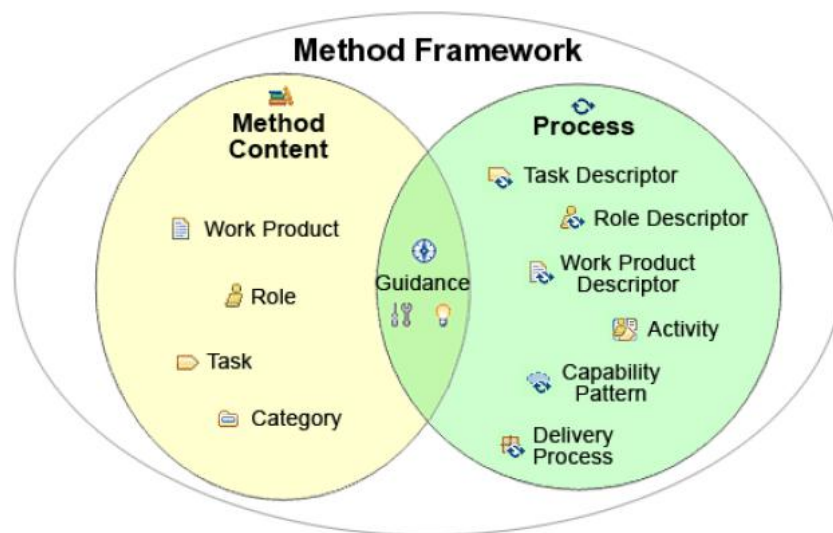 Method Framework
Method
Content
Work Product
Role
Task
Category
Guidance
Process
Task Descriptor
Role Descriptor
Work Product
Descriptor
Activity
Capability
Pattern
Delivery
Process